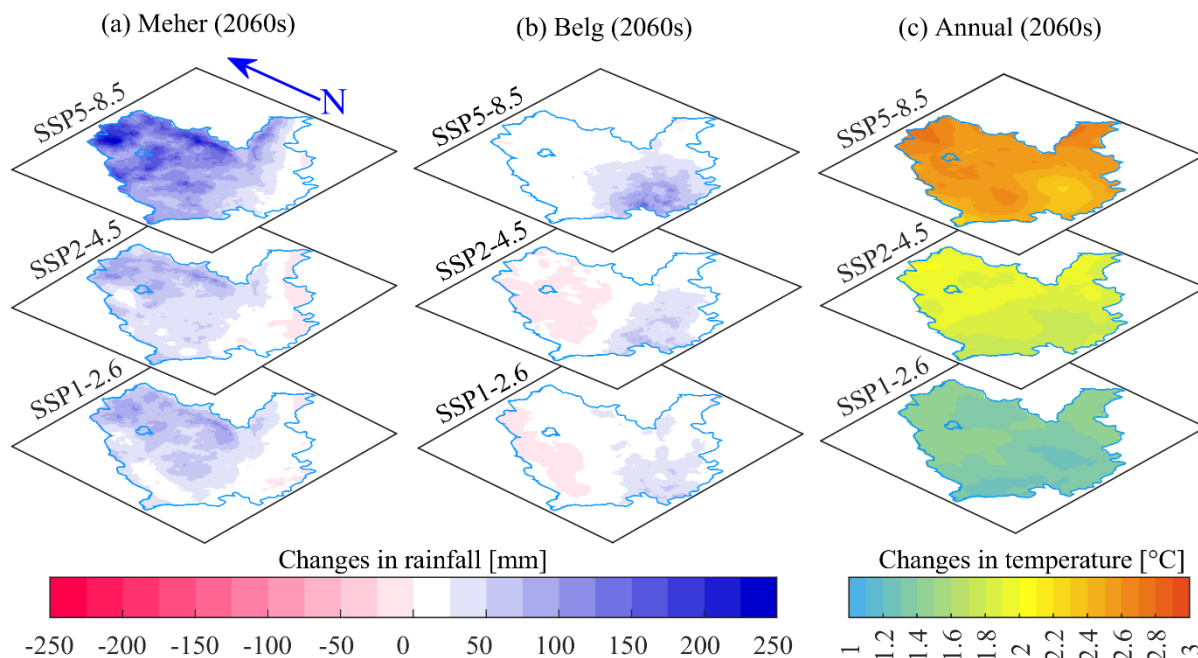 (a) Meher (2060s)
(b) Belg (2060s)
(c) Annual (2060s)
N
SSP5-8.5
SSP5-8.5
SSP5-8.5
SSP2-4.5
SSP2-4.5
SSP2-4.5
SSP1-2.6
SSP1-2.6
SSP1-2.6
Changes in rainfall [mm]
-250 -200 -150 -100 -50 0 50 100 150 200 250
Changes in temperature [°C]
1 1.2 1.4 1.6 1.8 2 2.2 2.4 2.6 2.8 3